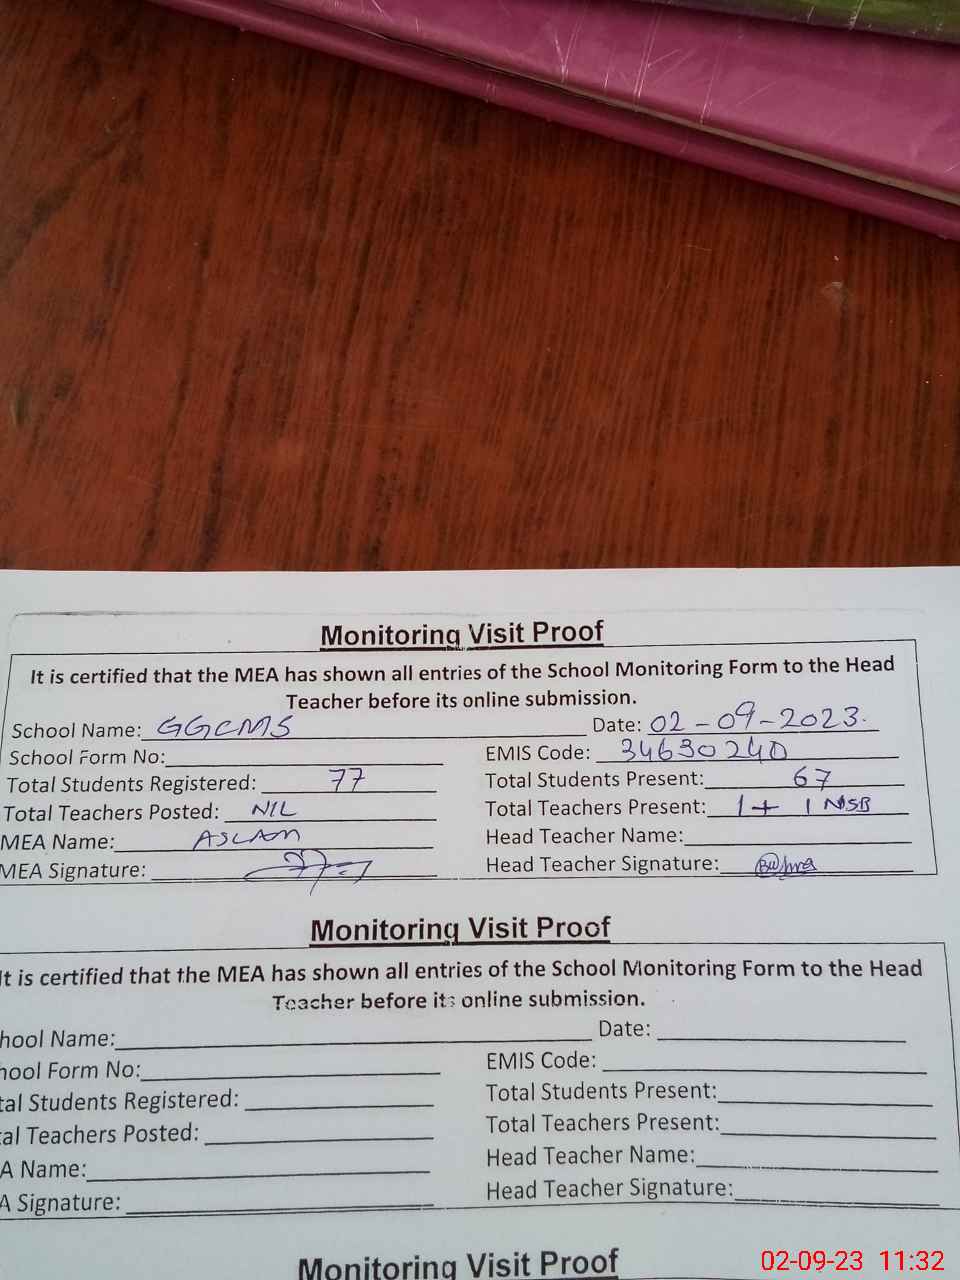 Monitoring Visit Proof
It is certified that the MEA has shown all entries of the School Monitoring Form to the Head
Teacher before its online submission.
School Name: GGCMS Date: 02-09-2023.
School Form No: EMIS Code: 34630240
Total Students Registered: 77 Total Students Present: 67
Total Teachers Posted: NIL Total Teachers Present: 1 + 1 NSB
MEA Name: ASLAM Head Teacher Name:
MEA Signature: Head Teacher Signature:
Monitoring Visit Proof
It is certified that the MEA has shown all entries of the School Monitoring Form to the Head
Teacher before its online submission.
hool Name: Date:
hool Form No: EMIS Code:
tal Students Registered: Total Students Present:
al Teachers Posted: Total Teachers Present:
A Name: Head Teacher Name:
A Signature: Head Teacher Signature:
Monitoring Visit Proof
02-09-23 11:32